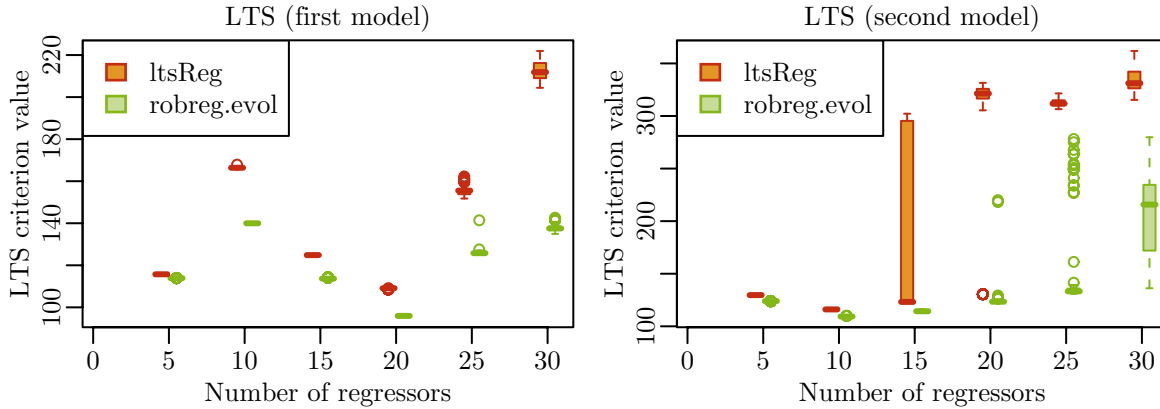 LTS (first model)
LTS criterion value
220
180
140
100
ltsReg
robreg.evol
0 5 10 15 20 25 30
Number of regressors
LTS (second model)
LTS criterion value
300
200
100
ltsReg
robreg.evol
0 5 10 15 20 25 30
Number of regressors